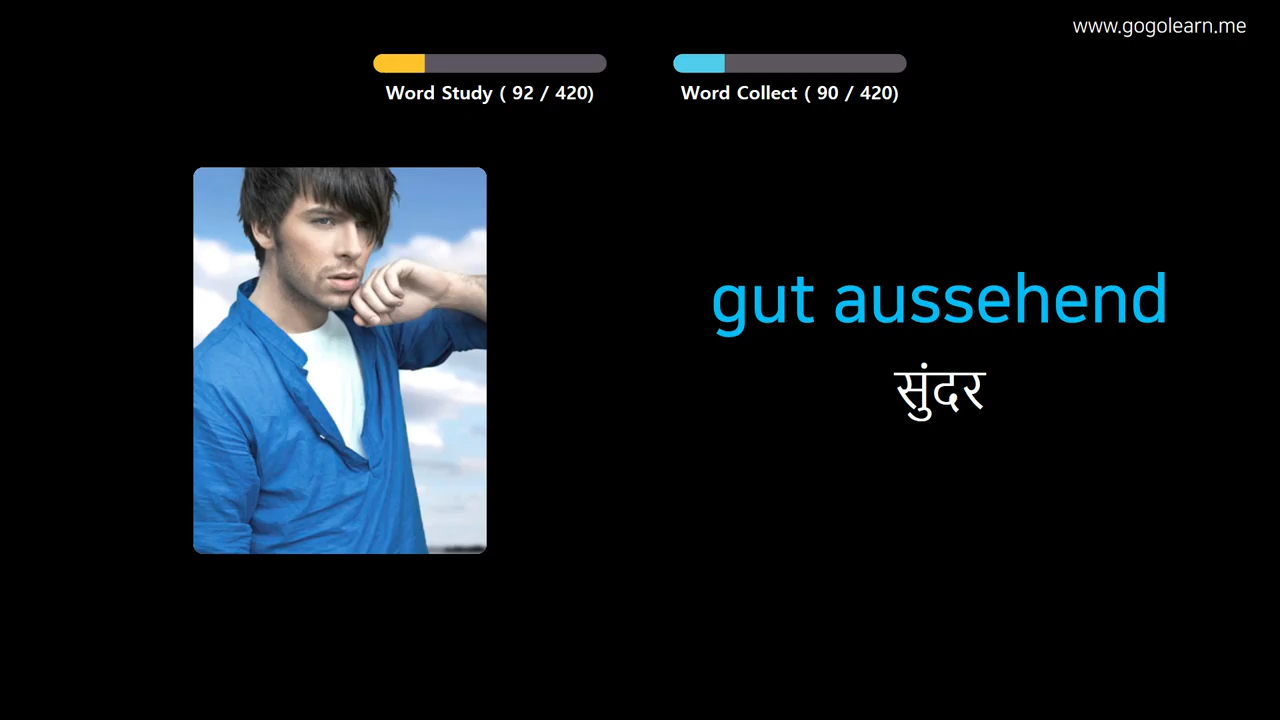 www.gogolearn.me
Word Study ( 92 / 420)
Word Collect ( 90 / 420)
gut aussehend
सुंदर